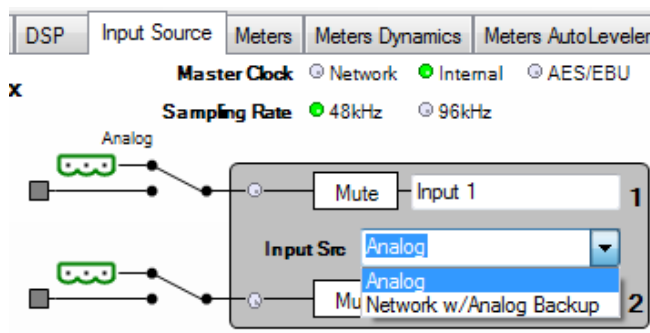 DSP Input Source Meters Meters Dynamics Meters AutoLeveler
Master Clock Network Internal AES/EBU
x
Sampling Rate 48kHz 96kHz
Analog
Mute Input 1 1
Input Src Analog
Analog
Mu Network w/Analog Backup 2